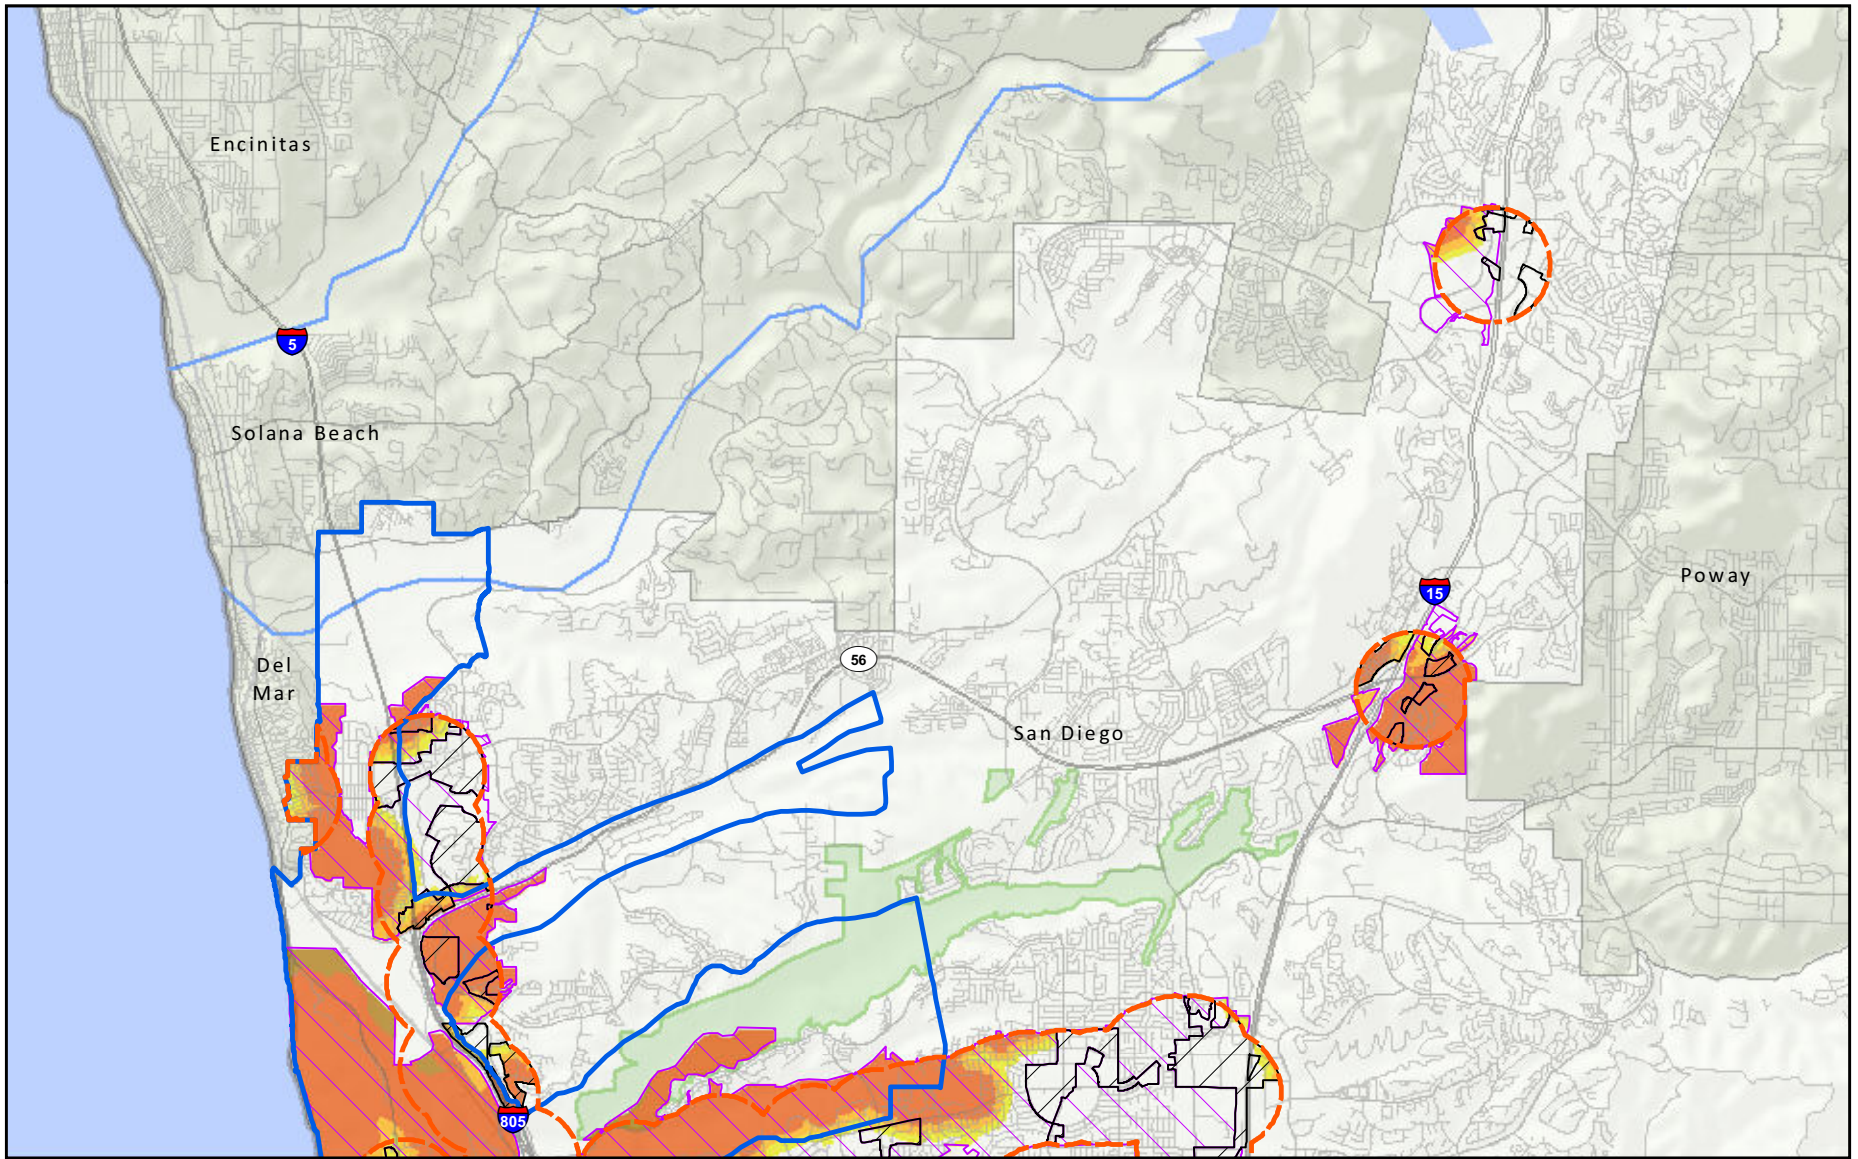 Encinitas
5
Solana Beach
15
Poway
56
Del
Mar
San Diego
805